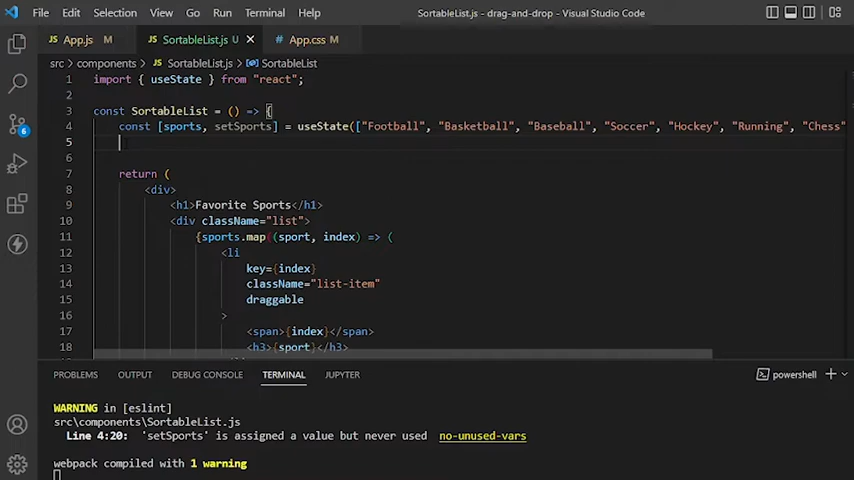 File Edit Selection View Go Run Terminal Help SortableList.js - drag-and-drop - Visual Studio Code
App.js M SortableList.js U App.css M
src > components > SortableList.js > SortableList
1 import { useState } from "react";
2
3 const SortableList = () => {
4 const [sports, setSports] = useState(["Football", "Basketball", "Baseball", "Soccer", "Hockey", "Running", "Chess"
5
6
7 return (
8 <div>
9 <h1>Favorite Sports</h1>
10 <div className="list">
11 {sports.map((sport, index) => (
12 <li
13 key={index}
14 className="list-item"
15 draggable
16 >
17 <span>{index}</span>
18 <h3>{sport}</h3>
6
PROBLEMS OUTPUT DEBUG CONSOLE TERMINAL JUPYTER powershell
WARNING in [eslint]
src\components\SortableList.js
Line 4:20: 'setSports' is assigned a value but never used no-unused-vars
webpack compiled with 1 warning